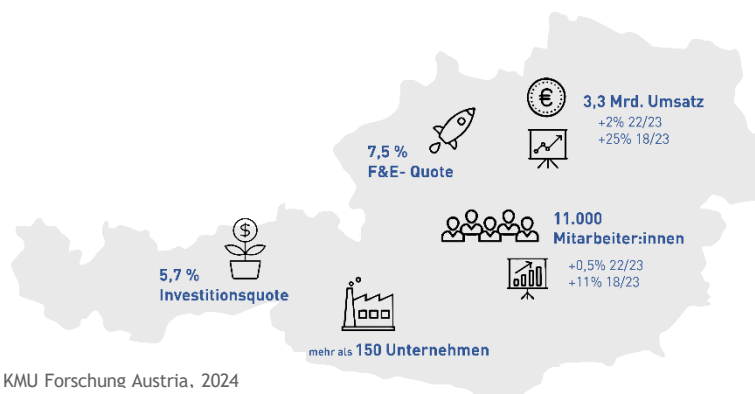 3,3 Mrd. Umsatz
+2% 22/23
+25% 18/23
7,5 %
F&E- Quote
11.000
Mitarbeiter:innen
+0,5% 22/23
+11% 18/23
5,7 %
Investitionsquote
mehr als 150 Unternehmen
KMU Forschung Austria, 2024